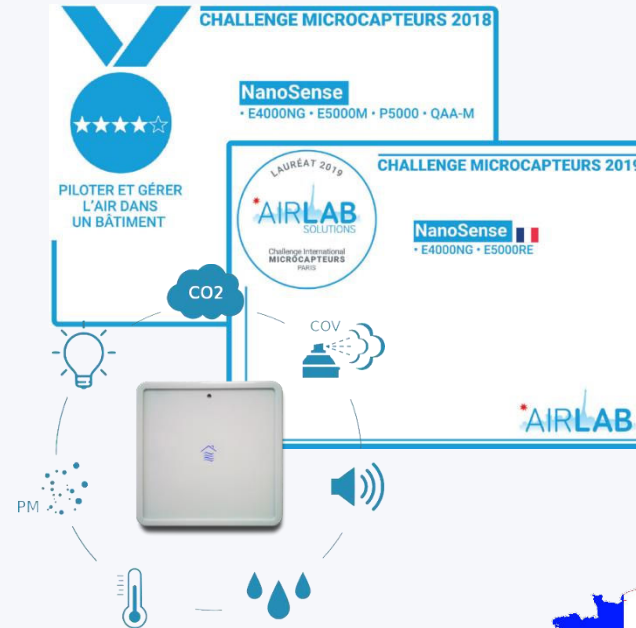 CHALLENGE MICROCAPTEURS 2018
NanoSense
• E4000NG • E5000M • P5000 • QAA-M
PILOTER ET GÉRER
L'AIR DANS
UN BÂTIMENT
LAURÉAT 2019
AIRLAB
SOLUTIONS
Challenge International
MICROCAPTEURS
PARIS
CHALLENGE MICROCAPTEURS 2019
NanoSense
• E4000NG • E5000RE
AIRLAB
CO2
COV
PM